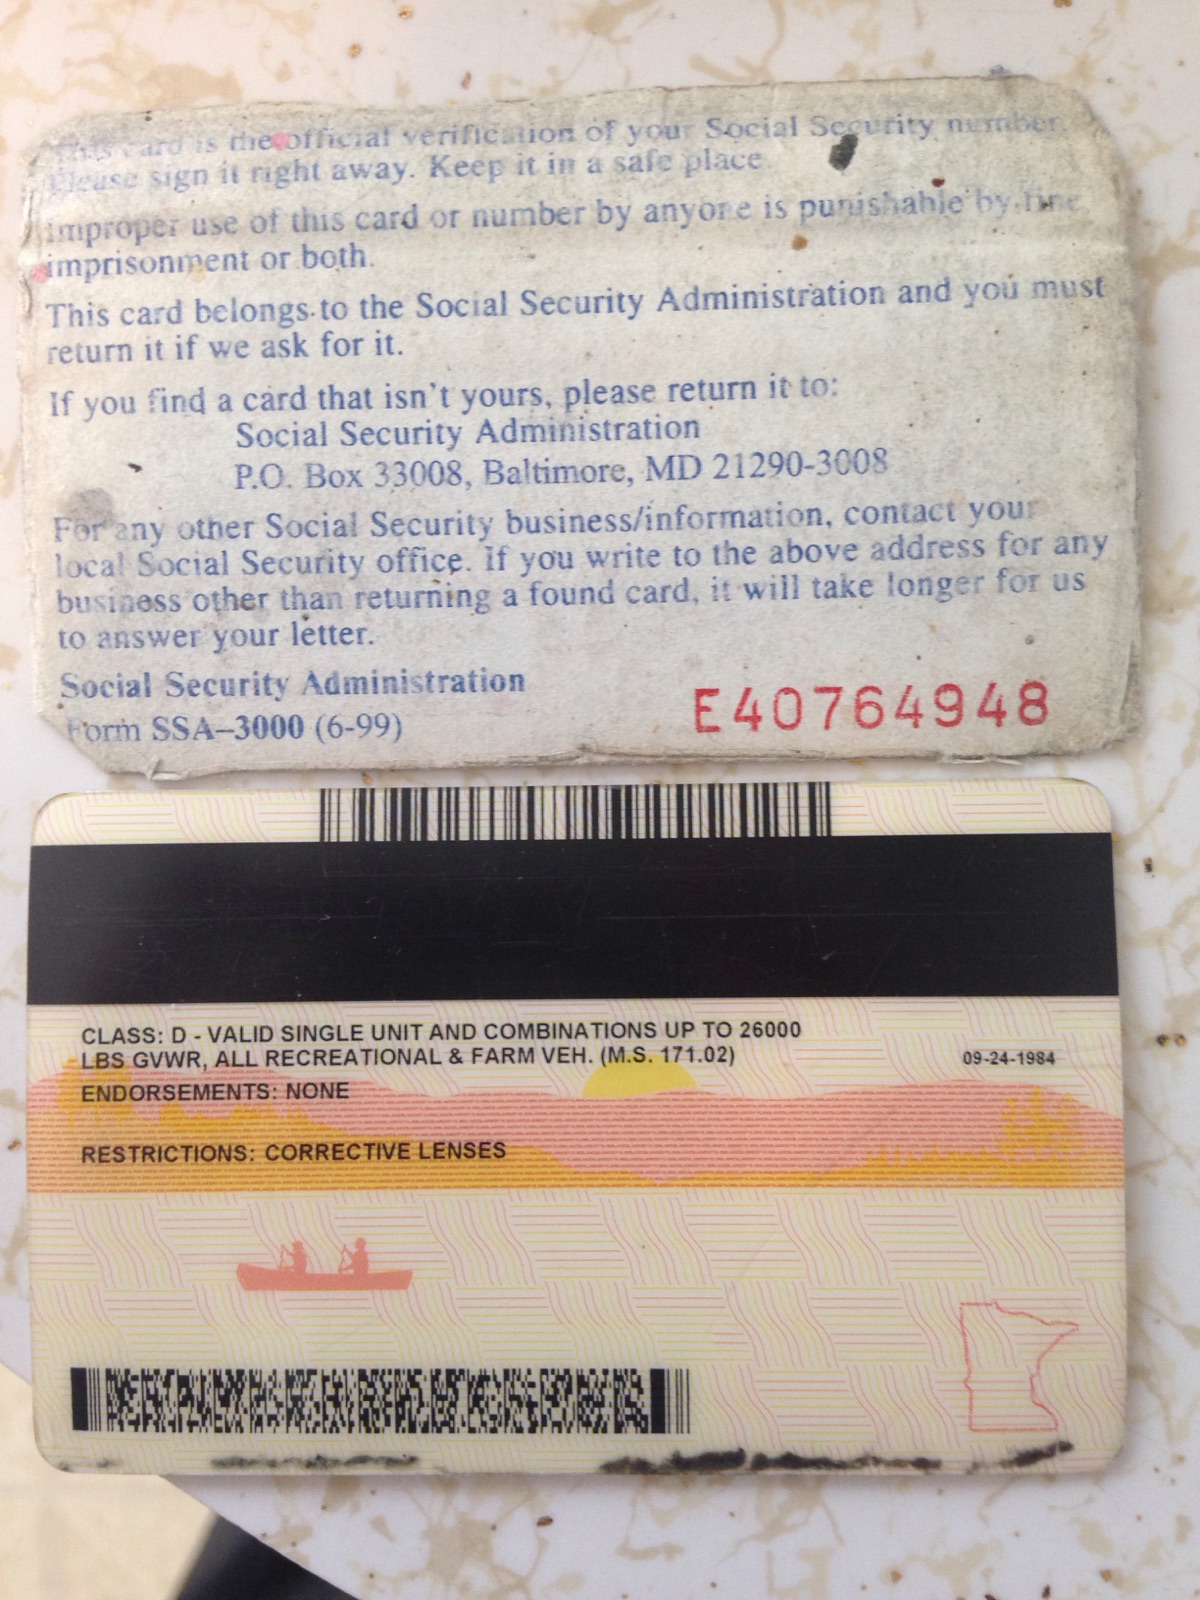 This card is the official verification of your Social Security number.
Please sign it right away. Keep it in a safe place.
Improper use of this card or number by anyone is punishable by fine,
imprisonment or both.
This card belongs to the Social Security Administration and you must
return it if we ask for it.
If you find a card that isn't yours, please return it to:
Social Security Administration
P.O. Box 33008, Baltimore, MD 21290-3008
For any other Social Security business/information, contact your
local Social Security office. If you write to the above address for any
business other than returning a found card, it will take longer for us
to answer your letter.
Social Security Administration
Form SSA–3000 (6-99)
E40764948
CLASS: D - VALID SINGLE UNIT AND COMBINATIONS UP TO 26000
LBS GVWR, ALL RECREATIONAL & FARM VEH. (M.S. 171.02)
09-24-1984
ENDORSEMENTS: NONE
RESTRICTIONS: CORRECTIVE LENSES